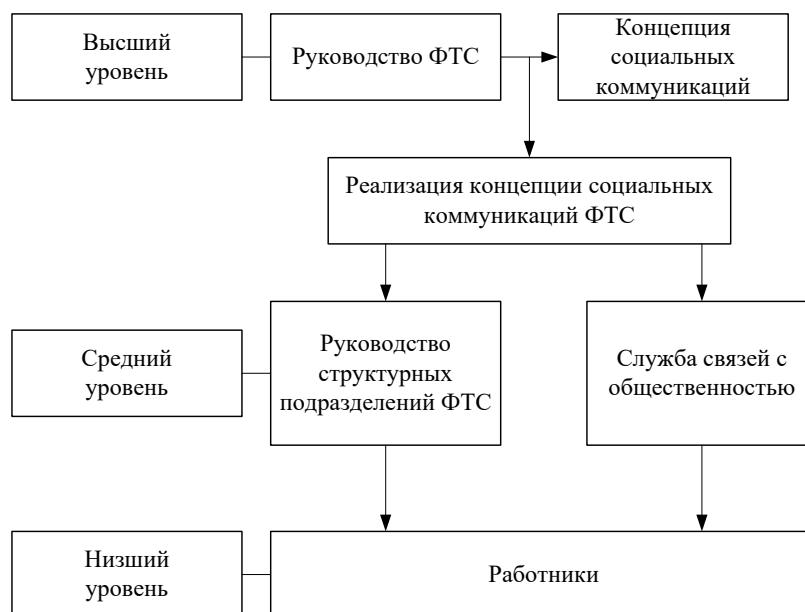 Высший
уровень
Руководство ФТС
Концепция
социальных
коммуникаций
Реализация концепции социальных
коммуникаций ФТС
Средний
уровень
Руководство
структурных
подразделений ФТС
Служба связей с
общественностью
Низший
уровень
Работники